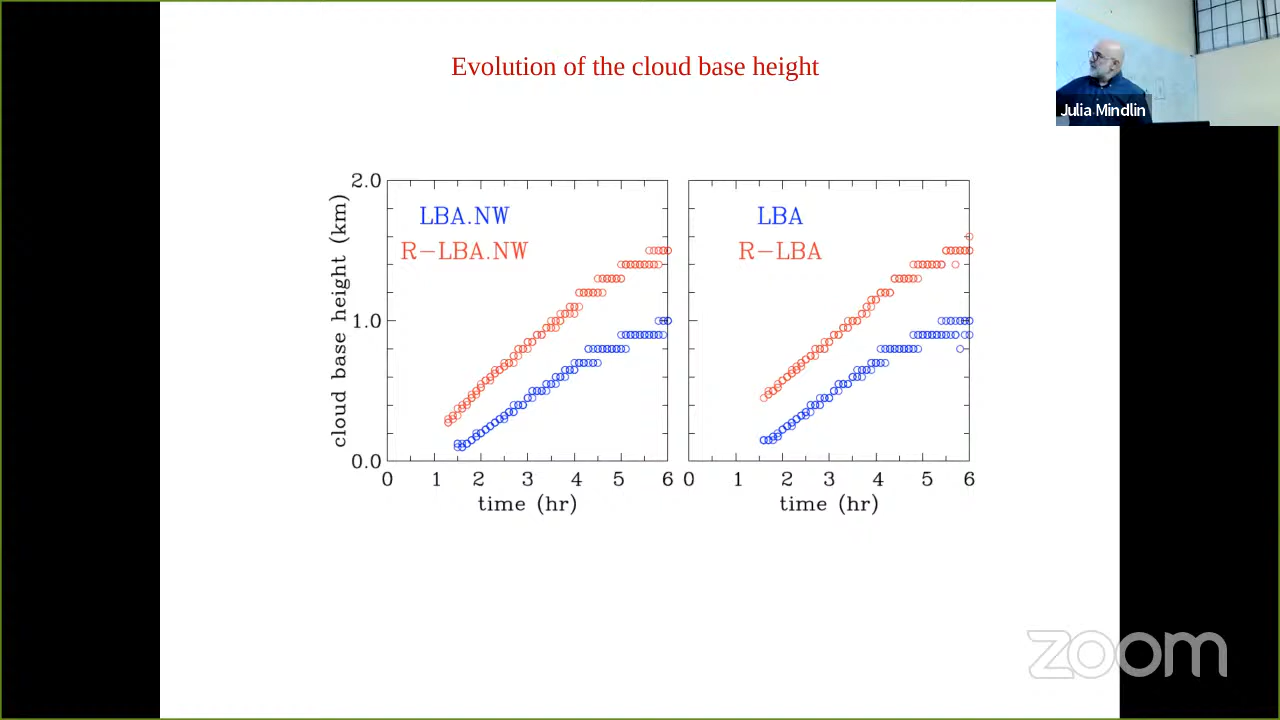 Evolution of the cloud base height
Julia Mindlin
cloud base height (km)
2.0
1.0
0.0
LBA.NW
R-LBA.NW
LBA
R-LBA
0 1 2 3 4 5 6
0 1 2 3 4 5 6
time (hr)
time (hr)
zoom